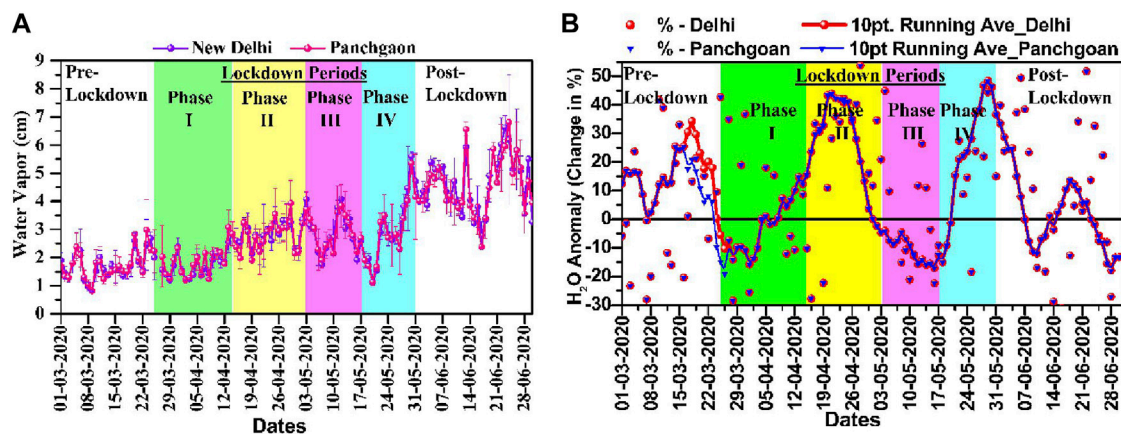 A
New Delhi Panchgaon
Water Vapor (cm)
9
8
7
6
5
4
3
2
1
0
Pre-
Lockdown
Lockdown Periods
Phase
I
Phase
II
Phase
III
Phase
IV
Post-
Lockdown
01-03-2020
08-03-2020
15-03-2020
22-03-2020
29-03-2020
05-04-2020
12-04-2020
19-04-2020
26-04-2020
03-05-2020
10-05-2020
17-05-2020
24-05-2020
31-05-2020
07-06-2020
14-06-2020
21-06-2020
28-06-2020
Dates
B
% - Delhi 10pt. Running Ave_Delhi
% - Panchgoan 10pt Running Ave_Panchgoan
H2O Anomaly (Change in %)
50
40
30
20
10
0
-10
-20
-30
Pre-
Lockdown
Lockdown Periods
Phase
I
Phase
II
Phase
III
Phase
IV
Post-
Lockdown
01-03-2020
08-03-2020
15-03-2020
22-03-2020
29-03-2020
05-04-2020
12-04-2020
19-04-2020
26-04-2020
03-05-2020
10-05-2020
17-05-2020
24-05-2020
31-05-2020
07-06-2020
14-06-2020
21-06-2020
28-06-2020
Dates